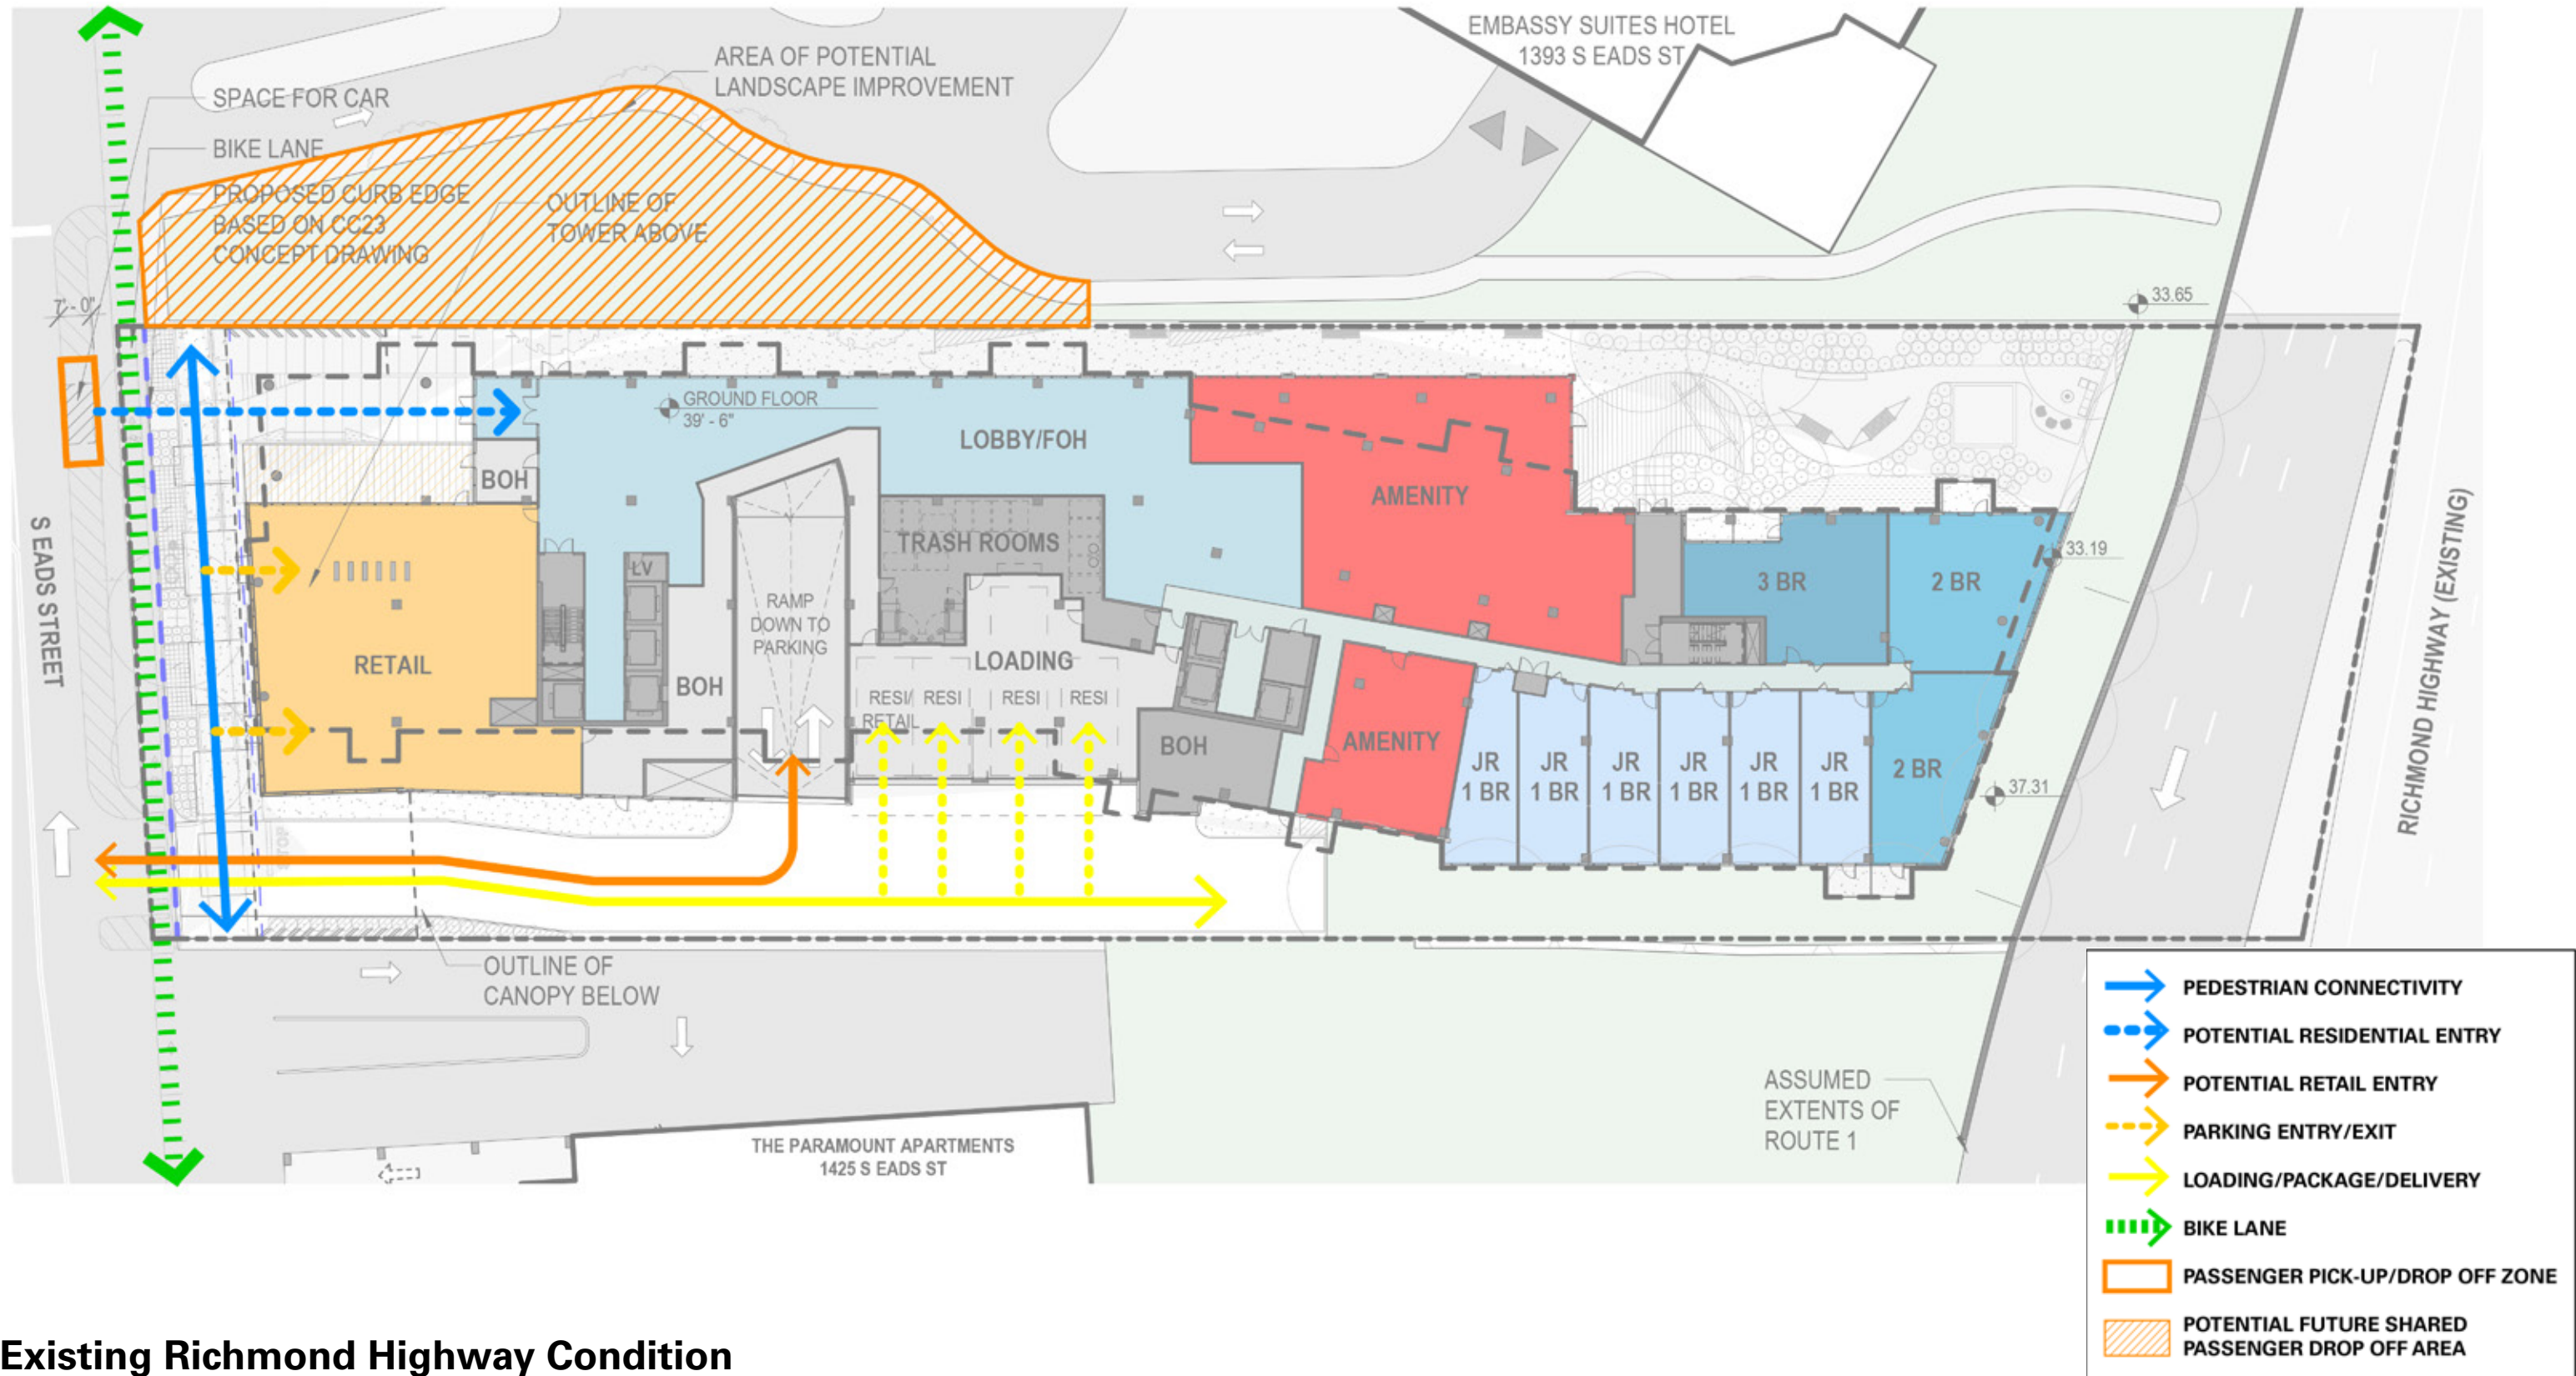 EMBASSY SUITES HOTEL
1393 S EADS ST
AREA OF POTENTIAL
LANDSCAPE IMPROVEMENT
SPACE FOR CAR
BIKE LANE
PROPOSED CURB EDGE
BASED ON CC23
CONCEPT DRAWING
OUTLINE OF
TOWER ABOVE
7' - 0"
33.65
GROUND FLOOR
39' - 6"
LOBBY/FOH
BOH
AMENITY
S EADS STREET
RICHMOND HIGHWAY (EXISTING)
TRASH ROOMS
LV
33.19
3 BR
2 BR
RAMP
DOWN TO
PARKING
RETAIL
LOADING
BOH
RESI/
RETAIL
RESI
RESI
RESI
BOH
AMENITY
JR
1 BR
JR
1 BR
JR
1 BR
JR
1 BR
JR
1 BR
JR
1 BR
2 BR
37.31
STOP
OUTLINE OF
CANOPY BELOW
THE PARAMOUNT APARTMENTS
1425 S EADS ST
ASSUMED
EXTENTS OF
ROUTE 1
PEDESTRIAN CONNECTIVITY
POTENTIAL RESIDENTIAL ENTRY
POTENTIAL RETAIL ENTRY
PARKING ENTRY/EXIT
LOADING/PACKAGE/DELIVERY
BIKE LANE
PASSENGER PICK-UP/DROP OFF ZONE
POTENTIAL FUTURE SHARED
PASSENGER DROP OFF AREA
Existing Richmond Highway Condition